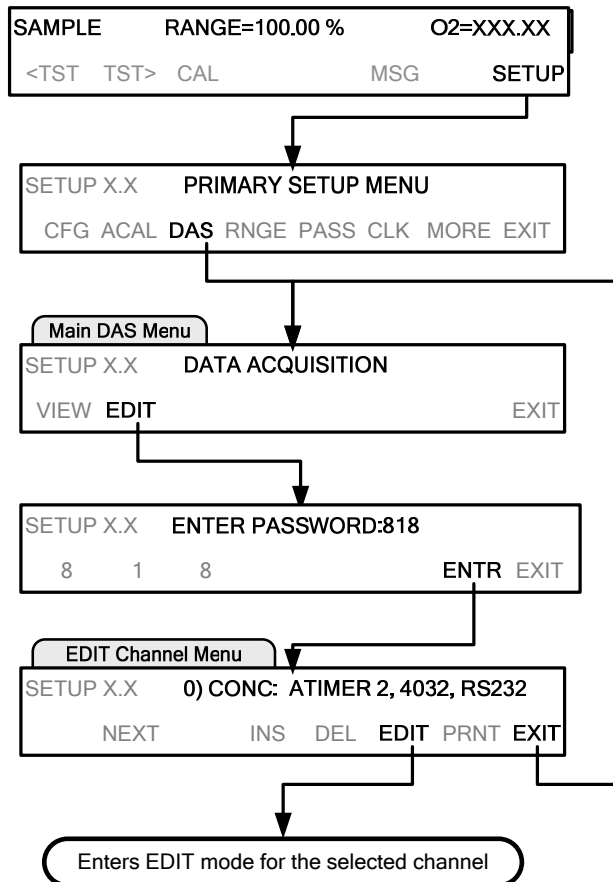 SAMPLE RANGE=100.00 % O2=XXX.XX
<TST TST> CAL MSG SETUP
SETUP X.X PRIMARY SETUP MENU
CFG ACAL DAS RNGE PASS CLK MORE EXIT
Main DAS Menu
SETUP X.X DATA ACQUISITION
VIEW EDIT EXIT
SETUP X.X ENTER PASSWORD:818
8 1 8 ENTR EXIT
EDIT Channel Menu
SETUP X.X 0) CONC: ATIMER 2, 4032, RS232
NEXT INS DEL EDIT PRNT EXIT
Enters EDIT mode for the selected channel